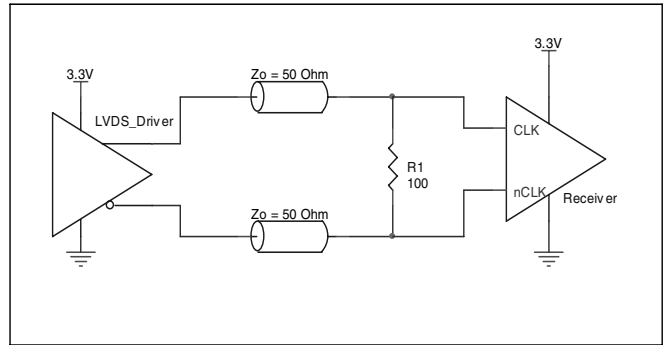 3.3V
LVDS_Driver
Zo = 50 Ohm
Zo = 50 Ohm
R1
100
3.3V
CLK
nCLK
Receiver